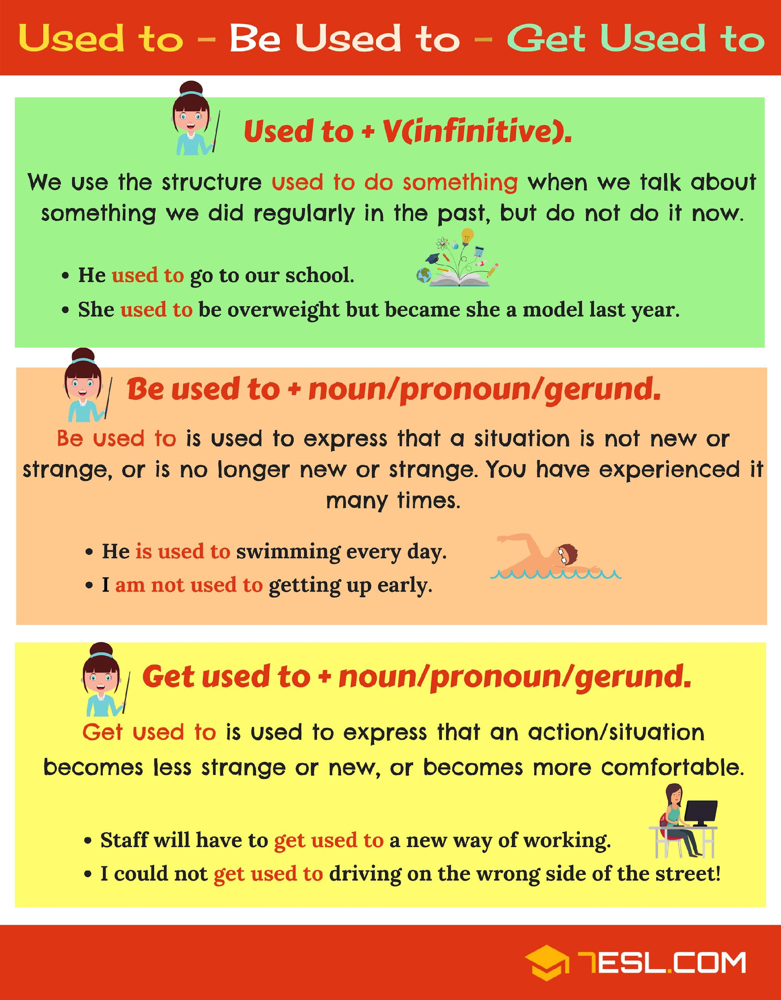 Used to - Be Used to - Get Used to
Used to + V(infinitive).
We use the structure used to do something when we talk about
something we did regularly in the past, but do not do it now.
• He used to go to our school.
• She used to be overweight but became she a model last year.
Be used to + noun/pronoun/gerund.
Be used to is used to express that a situation is not new or
strange, or is no longer new or strange. You have experienced it
many times.
• He is used to swimming every day.
• I am not used to getting up early.
Get used to + noun/pronoun/gerund.
Get used to is used to express that an action/situation
becomes less strange or new, or becomes more comfortable.
• Staff will have to get used to a new way of working.
• I could not get used to driving on the wrong side of the street!
7ESL.COM